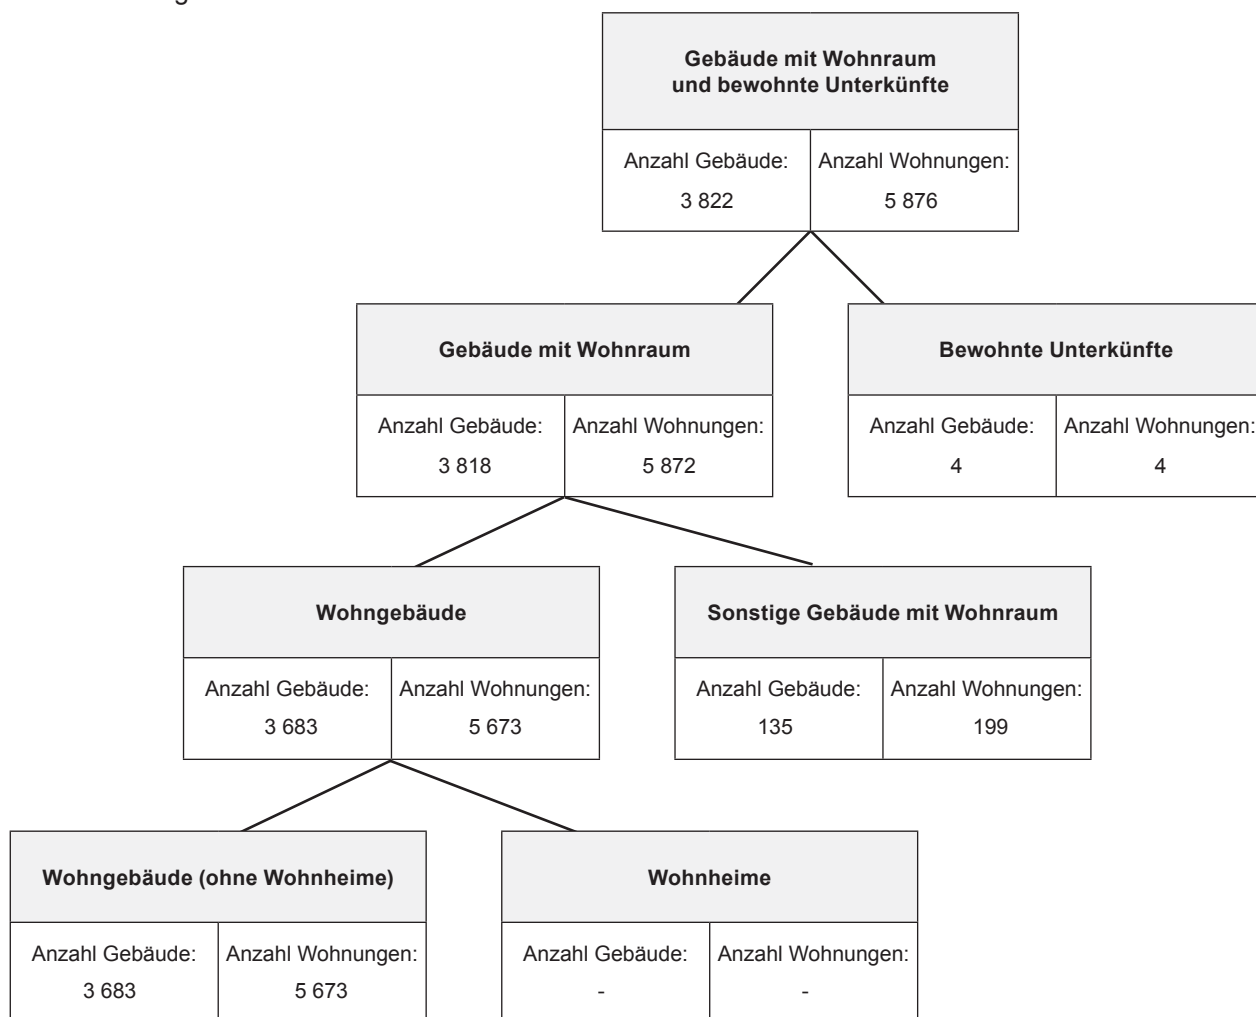 Gebäude mit Wohnraum
und bewohnte Unterkünfte
Anzahl Gebäude:
3 822
Anzahl Wohnungen:
5 876
Gebäude mit Wohnraum
Anzahl Gebäude:
3 818
Anzahl Wohnungen:
5 872
Bewohnte Unterkünfte
Anzahl Gebäude:
4
Anzahl Wohnungen:
4
Wohngebäude
Anzahl Gebäude:
3 683
Anzahl Wohnungen:
5 673
Sonstige Gebäude mit Wohnraum
Anzahl Gebäude:
135
Anzahl Wohnungen:
199
Wohngebäude (ohne Wohnheime)
Anzahl Gebäude:
3 683
Anzahl Wohnungen:
5 673
Wohnheime
Anzahl Gebäude:
-
Anzahl Wohnungen:
-